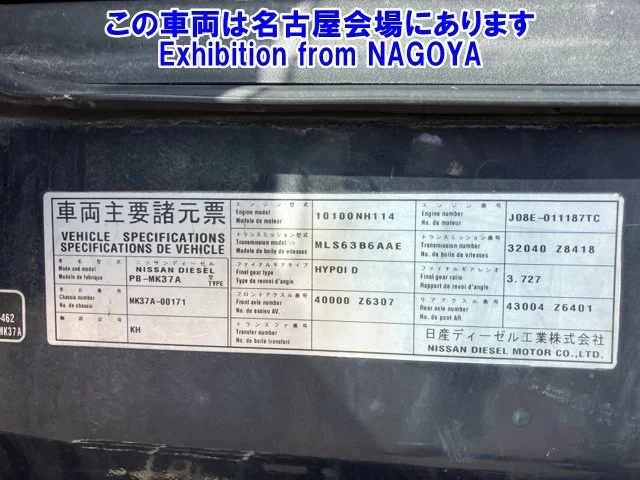 この車両は名古屋会場にあります
Exhibition from NAGOYA
車両主要諸元票
VEHICLE SPECIFICATIONS
SPECIFICATIONS DE VEHICLE
Make and model
ニッサンディーゼル
NISSAN DIESEL
PB-MK37A
型
TYPE
車台番号
Chassis number
No. de chassis
MK37A-00171
KH
エンジン型式
Engine model
Modele de moteur
10100NH114
トランスミッション型式
Transmission model
No. de boite de vitesses
MLS63B6AAE
ファイナルギアタイプ
Final gear type
Type de renvoi d'angle
HYPOI D
フロントアクスル番号
Front axle number
No. de essieu AV.
40000 Z6307
トランスファ番号
Transfer number
No. de boite transfert
エンジン番号
Engine number
No. de moteur
J08E-011187TC
トランスミッション番号
Transmission number
No. de boite de vitesses
32040 Z8418
ファイナルギアレシオ
Final gear ratio
Rapport de revoi d'angle
3.727
リアアクスル番号
Rear axle number
No. de pont AR.
43004 Z6401
日産ディーゼル工業株式会社
NISSAN DIESEL MOTOR CO.,LTD.
-462
MK37A